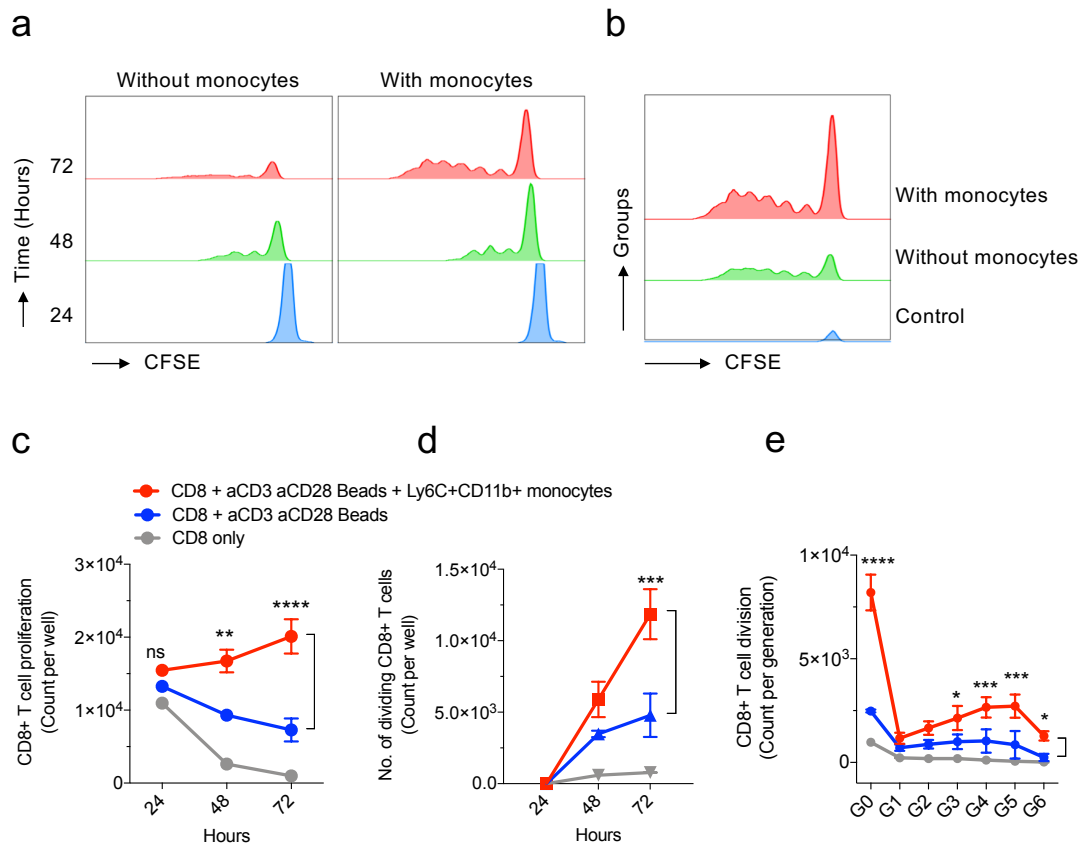 a
b
Without monocytes
With monocytes
Time (Hours)
72
48
24
CFSE
Groups
With monocytes
Without monocytes
Control
CFSE
c
d
e
CD8 + aCD3 aCD28 Beads + Ly6C+CD11b+ monocytes
CD8 + aCD3 aCD28 Beads
CD8 only
CD8+ T cell proliferation
(Count per well)
3×10⁴
2×10⁴
1×10⁴
0
ns
**
****
24
48
72
Hours
No. of dividing CD8+ T cells
(Count per well)
1.5×10⁴
1.0×10⁴
5.0×10³
0.0
***
24
48
72
Hours
CD8+ T cell division
(Count per generation)
1×10⁴
5×10³
0
****
*
***
***
*
G0
G1
G2
G3
G4
G5
G6